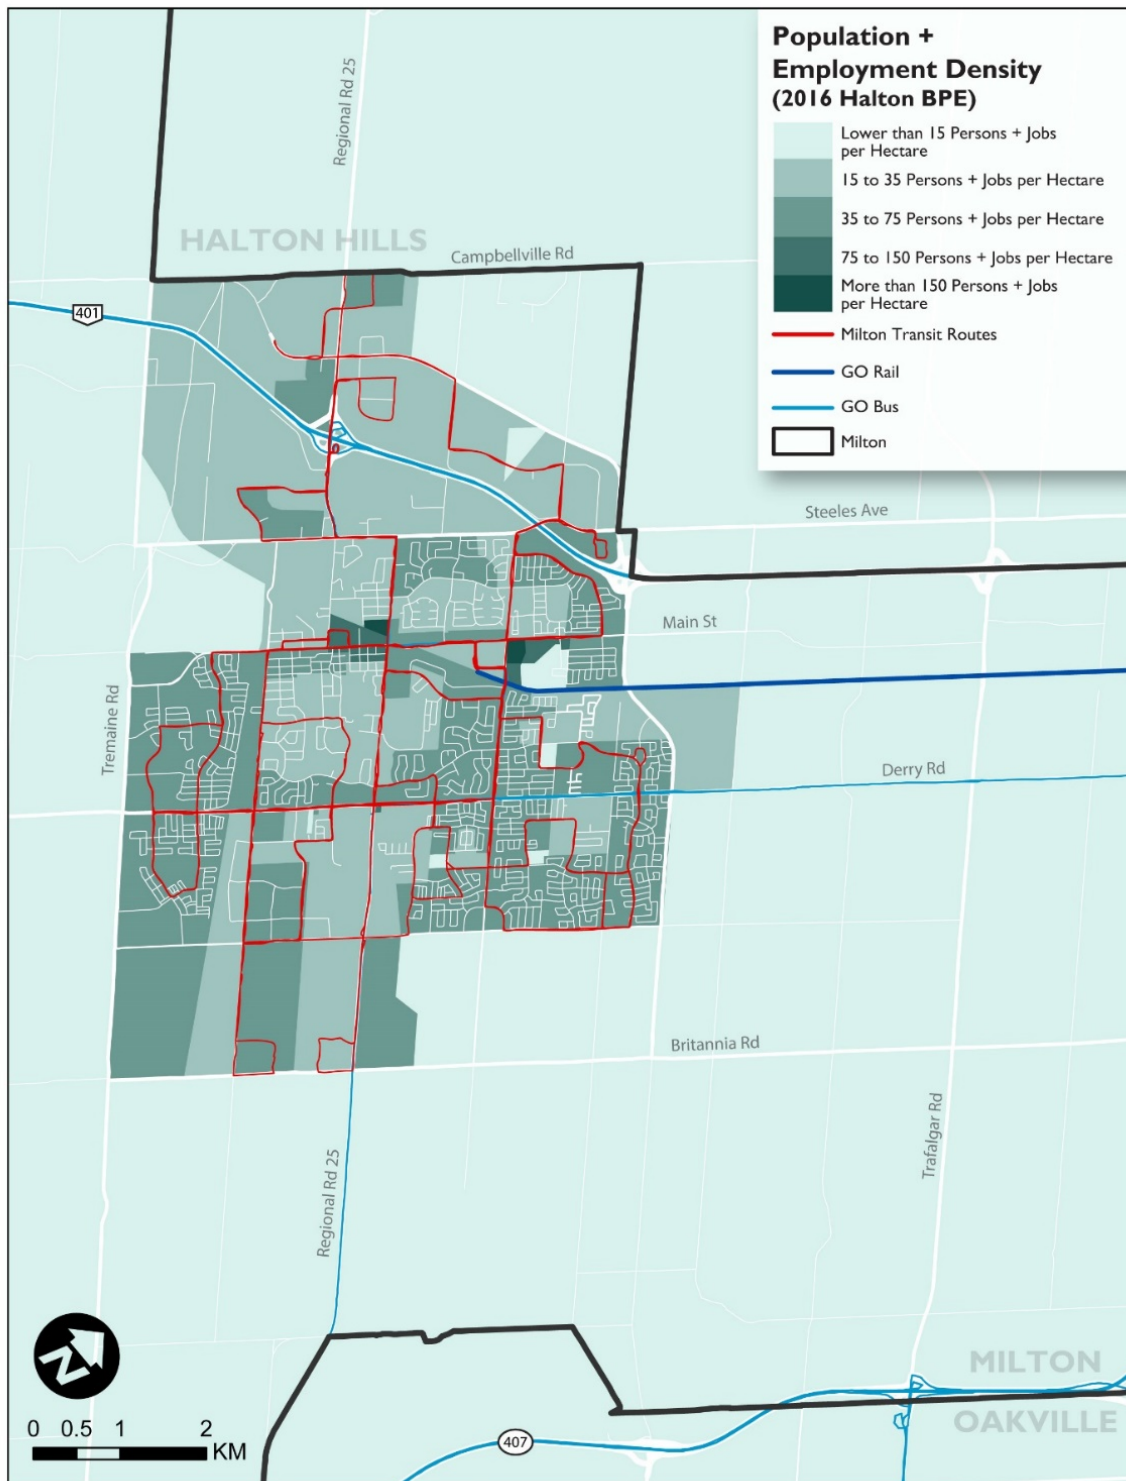 Population +
Employment Density
(2016 Halton BPE)
Lower than 15 Persons + Jobs
per Hectare
15 to 35 Persons + Jobs per Hectare
35 to 75 Persons + Jobs per Hectare
75 to 150 Persons + Jobs per Hectare
More than 150 Persons + Jobs
per Hectare
Milton Transit Routes
GO Rail
GO Bus
Milton
Regional Rd 25
HALTON HILLS
Campbellville Rd
401
Steeles Ave
Main St
Tremaine Rd
Derry Rd
Britannia Rd
Trafalgar Rd
Regional Rd 25
MILTON
OAKVILLE
407
N
0 0.5 1 2
KM